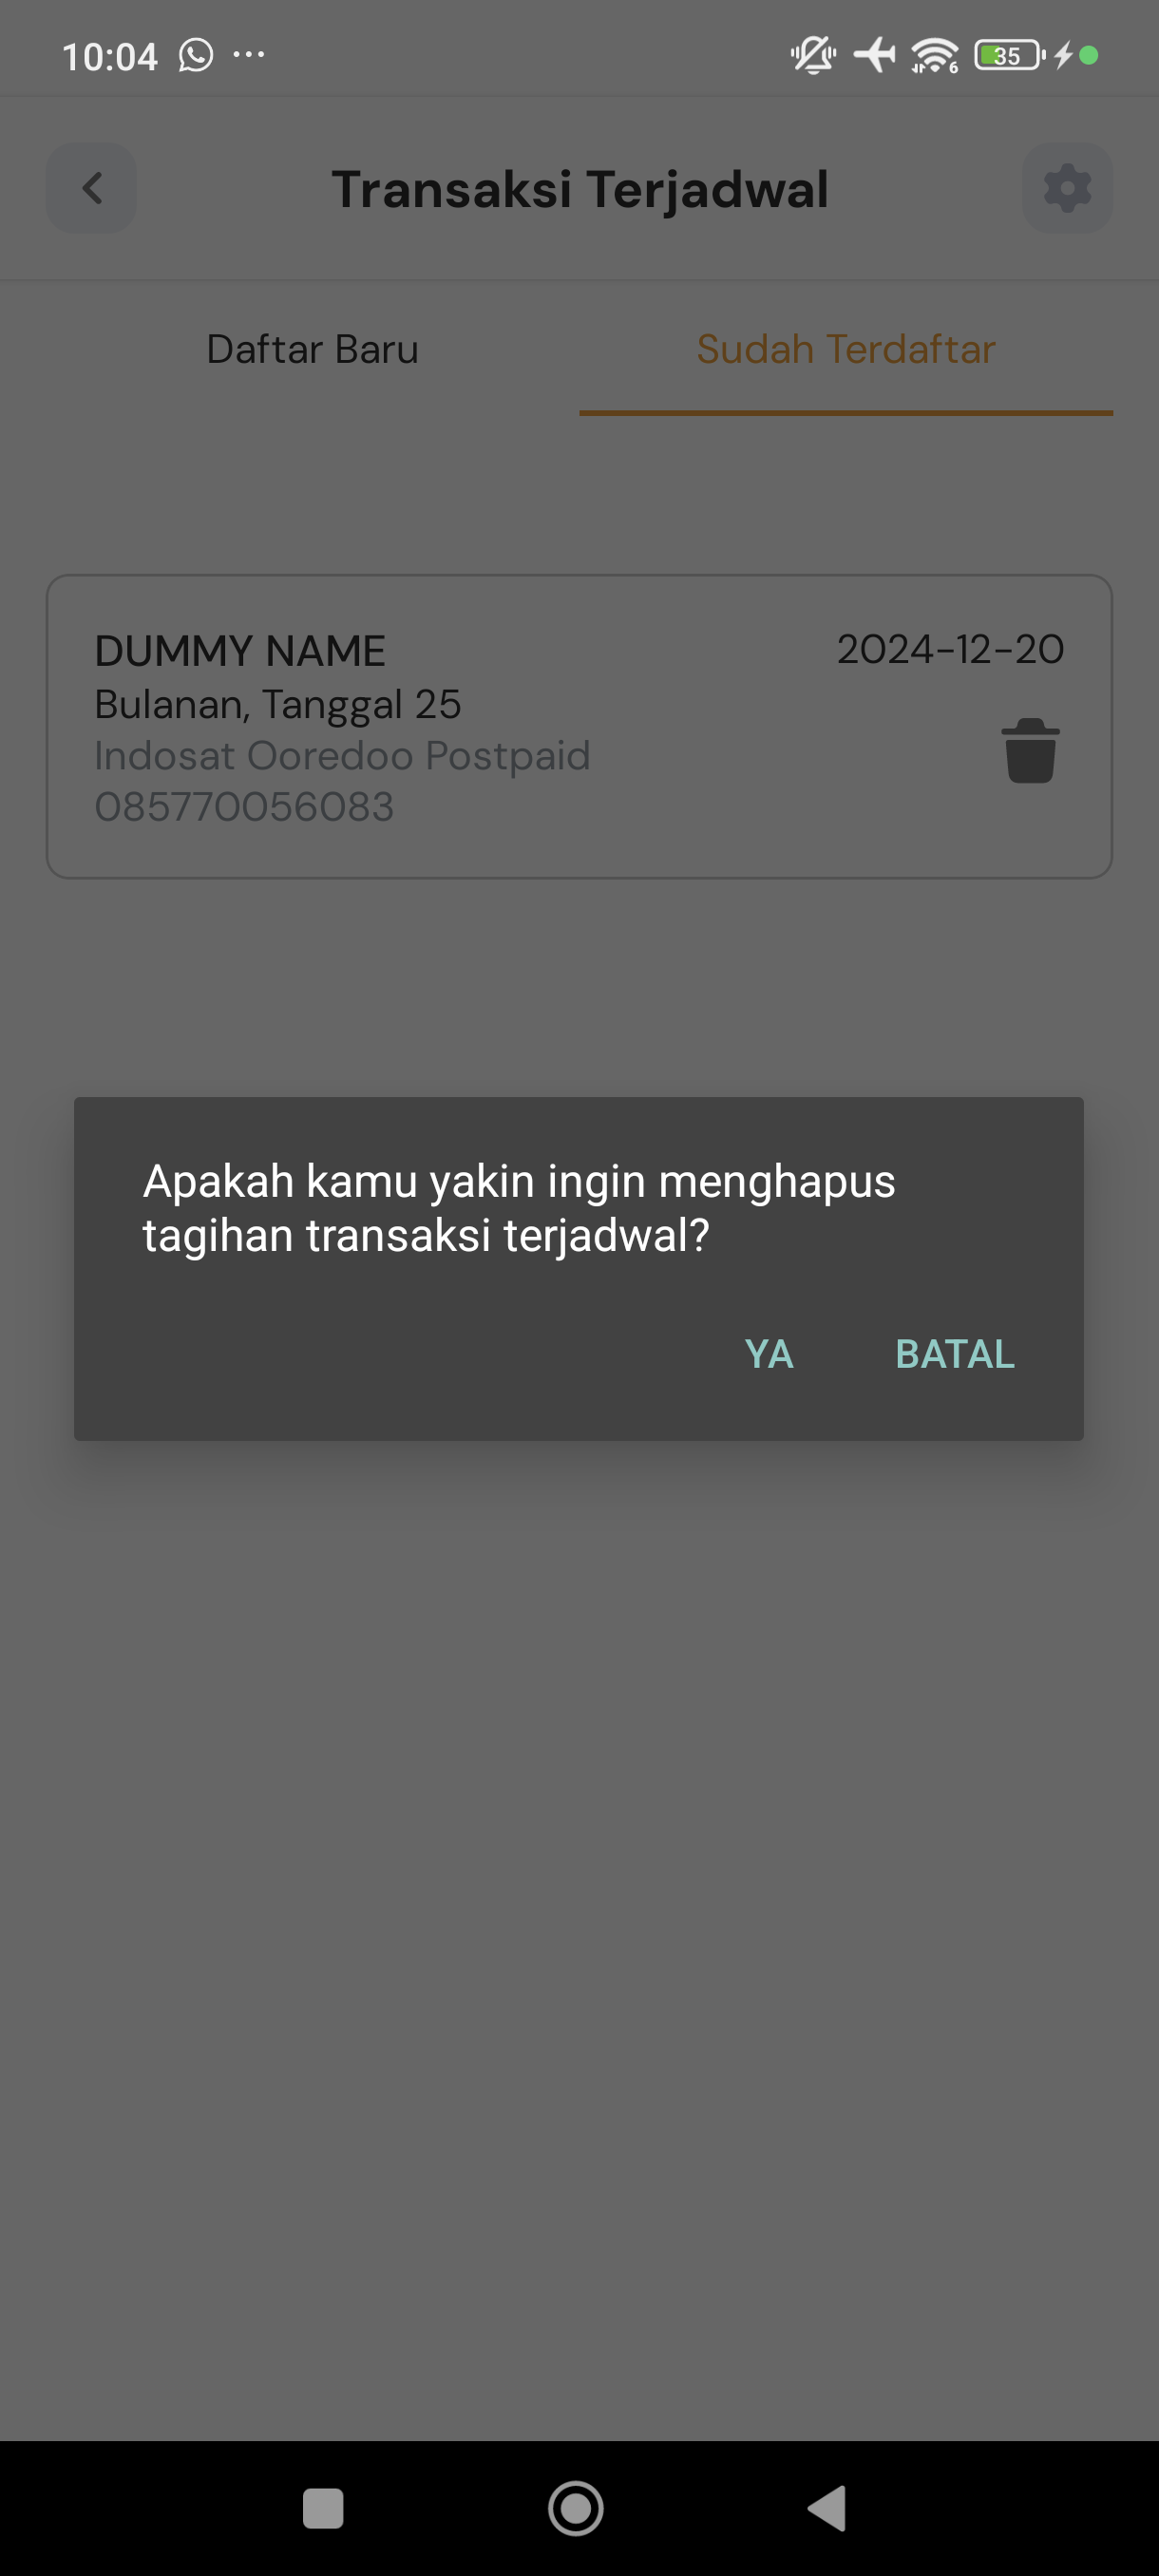 10:04
6
35
Transaksi Terjadwal
Daftar Baru
Sudah Terdaftar
DUMMY NAME
2024-12-20
Bulanan, Tanggal 25
Indosat Ooredoo Postpaid
085770056083
Apakah kamu yakin ingin menghapus
tagihan transaksi terjadwal?
YA
BATAL